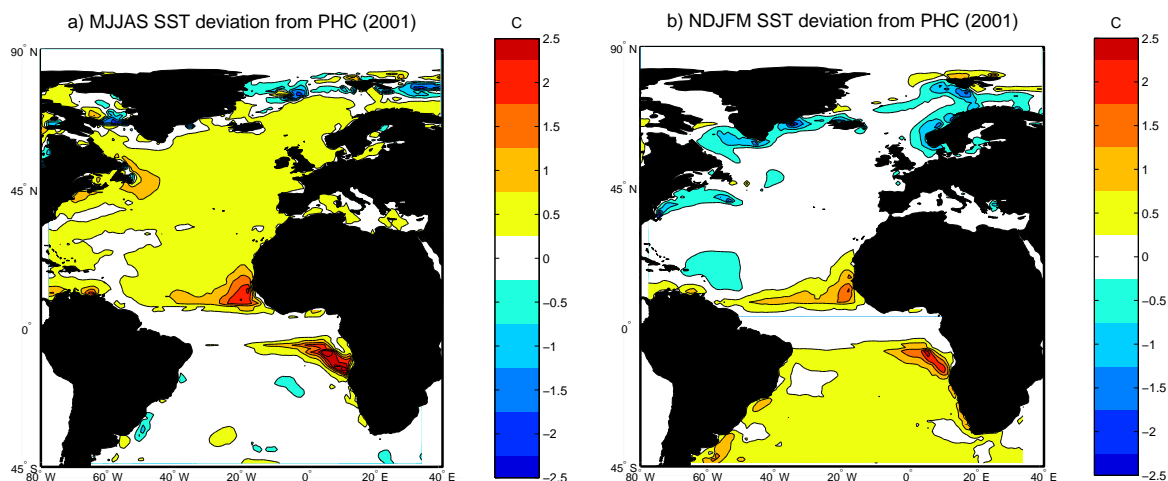 a) MJJAS SST deviation from PHC (2001)
C
90° N
45° N
0°
45° S
80° W
60° W
40° W
20° W
0°
20° E
40° E
2.5
2
1.5
1
0.5
0
−0.5
−1
−1.5
−2
−2.5
b) NDJFM SST deviation from PHC (2001)
C
90° N
45° N
0°
45° S
80° W
60° W
40° W
20° W
0°
20° E
40° E
2.5
2
1.5
1
0.5
0
−0.5
−1
−1.5
−2
−2.5